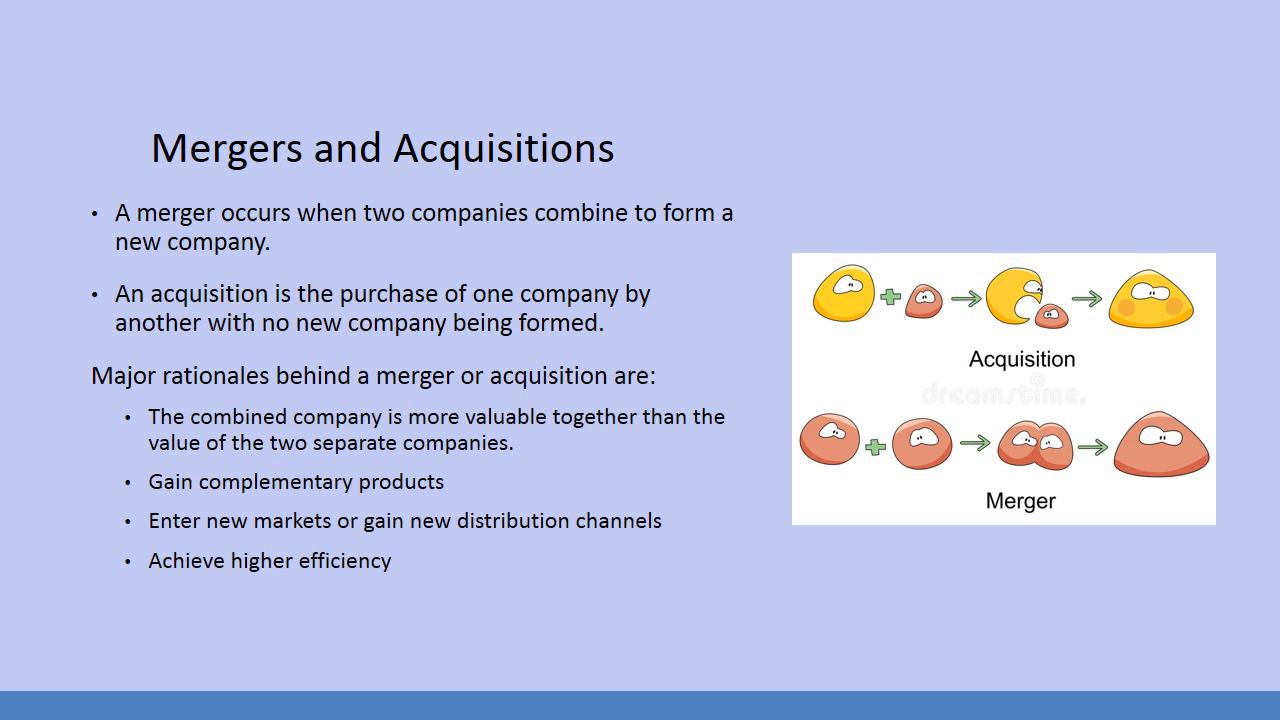 Mergers and Acquisitions
• A merger occurs when two companies combine to form a
new company.
• An acquisition is the purchase of one company by
another with no new company being formed.
Major rationales behind a merger or acquisition are:
• The combined company is more valuable together than the
value of the two separate companies.
• Gain complementary products
• Enter new markets or gain new distribution channels
• Achieve higher efficiency
Acquisition
dreamstime.
Merger